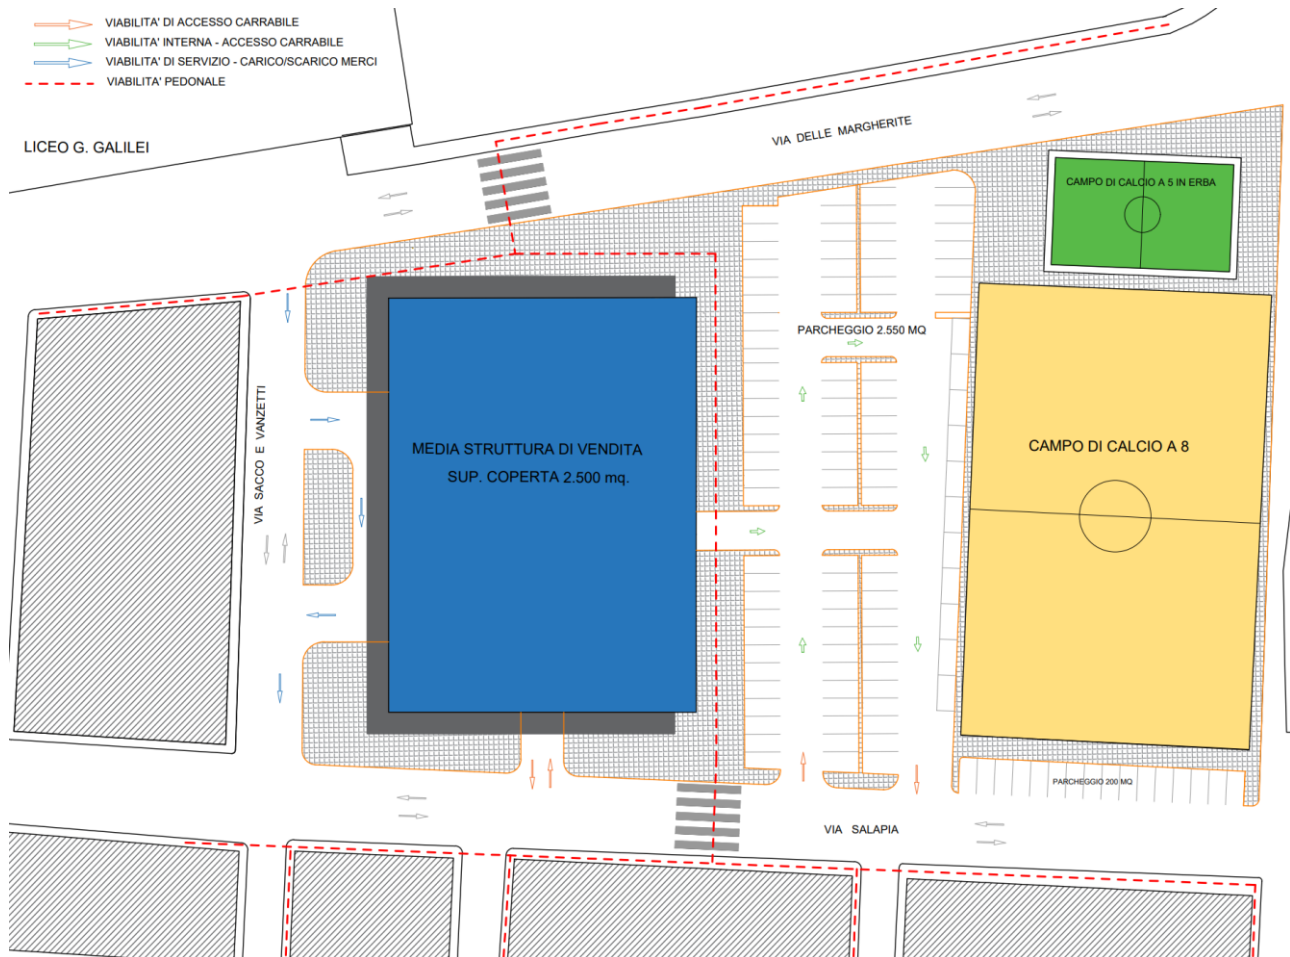 VIABILITA' DI ACCESSO CARRABILE
VIABILITA' INTERNA - ACCESSO CARRABILE
VIABILITA' DI SERVIZIO - CARICO/SCARICO MERCI
VIABILITA' PEDONALE
LICEO G. GALILEI
VIA DELLE MARGHERITE
CAMPO DI CALCIO A 5 IN ERBA
PARCHEGGIO 2.550 MQ
VIA SACCO E VANZETTI
MEDIA STRUTTURA DI VENDITA
SUP. COPERTA 2.500 mq.
CAMPO DI CALCIO A 8
PARCHEGGIO 200 MQ
VIA SALAPIA